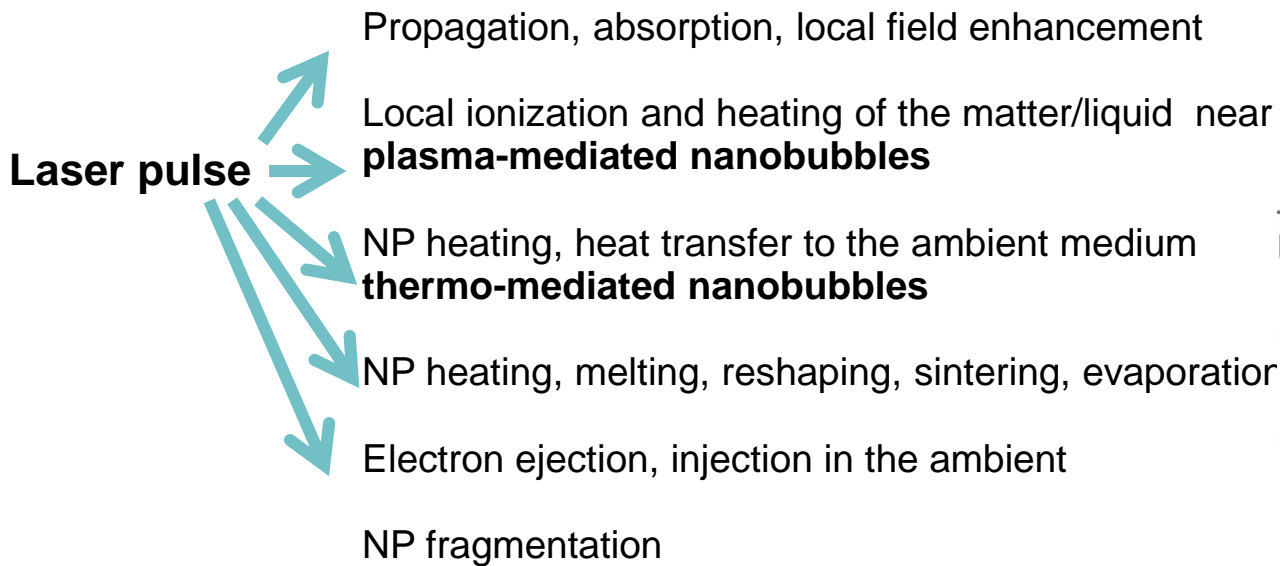 Propagation, absorption, local field enhancement
Local ionization and heating of the matter/liquid near
plasma-mediated nanobubbles
Laser pulse
NP heating, heat transfer to the ambient medium
thermo-mediated nanobubbles
NP heating, melting, reshaping, sintering, evaporation
Electron ejection, injection in the ambient
NP fragmentation